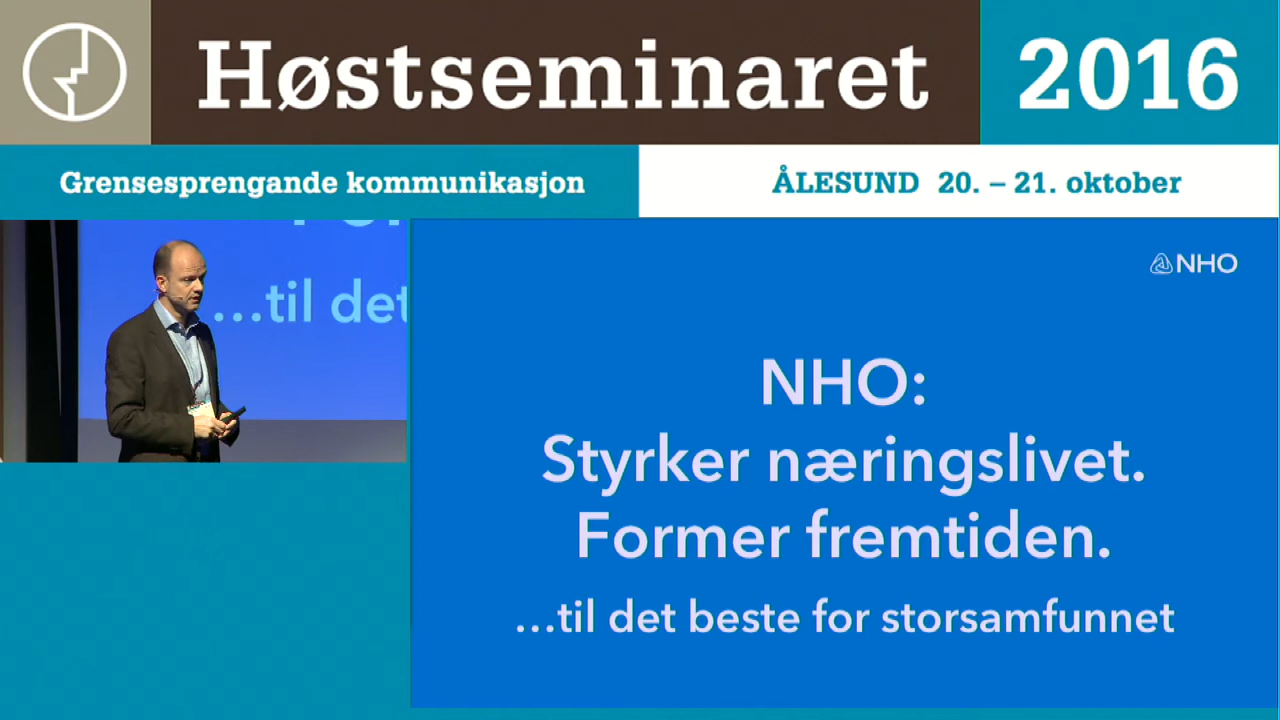 Høstseminaret 2016
Grensesprengande kommunikasjon
ÅLESUND 20. – 21. oktober
…til det
NHO
NHO:
Styrker næringslivet.
Former fremtiden.
…til det beste for storsamfunnet